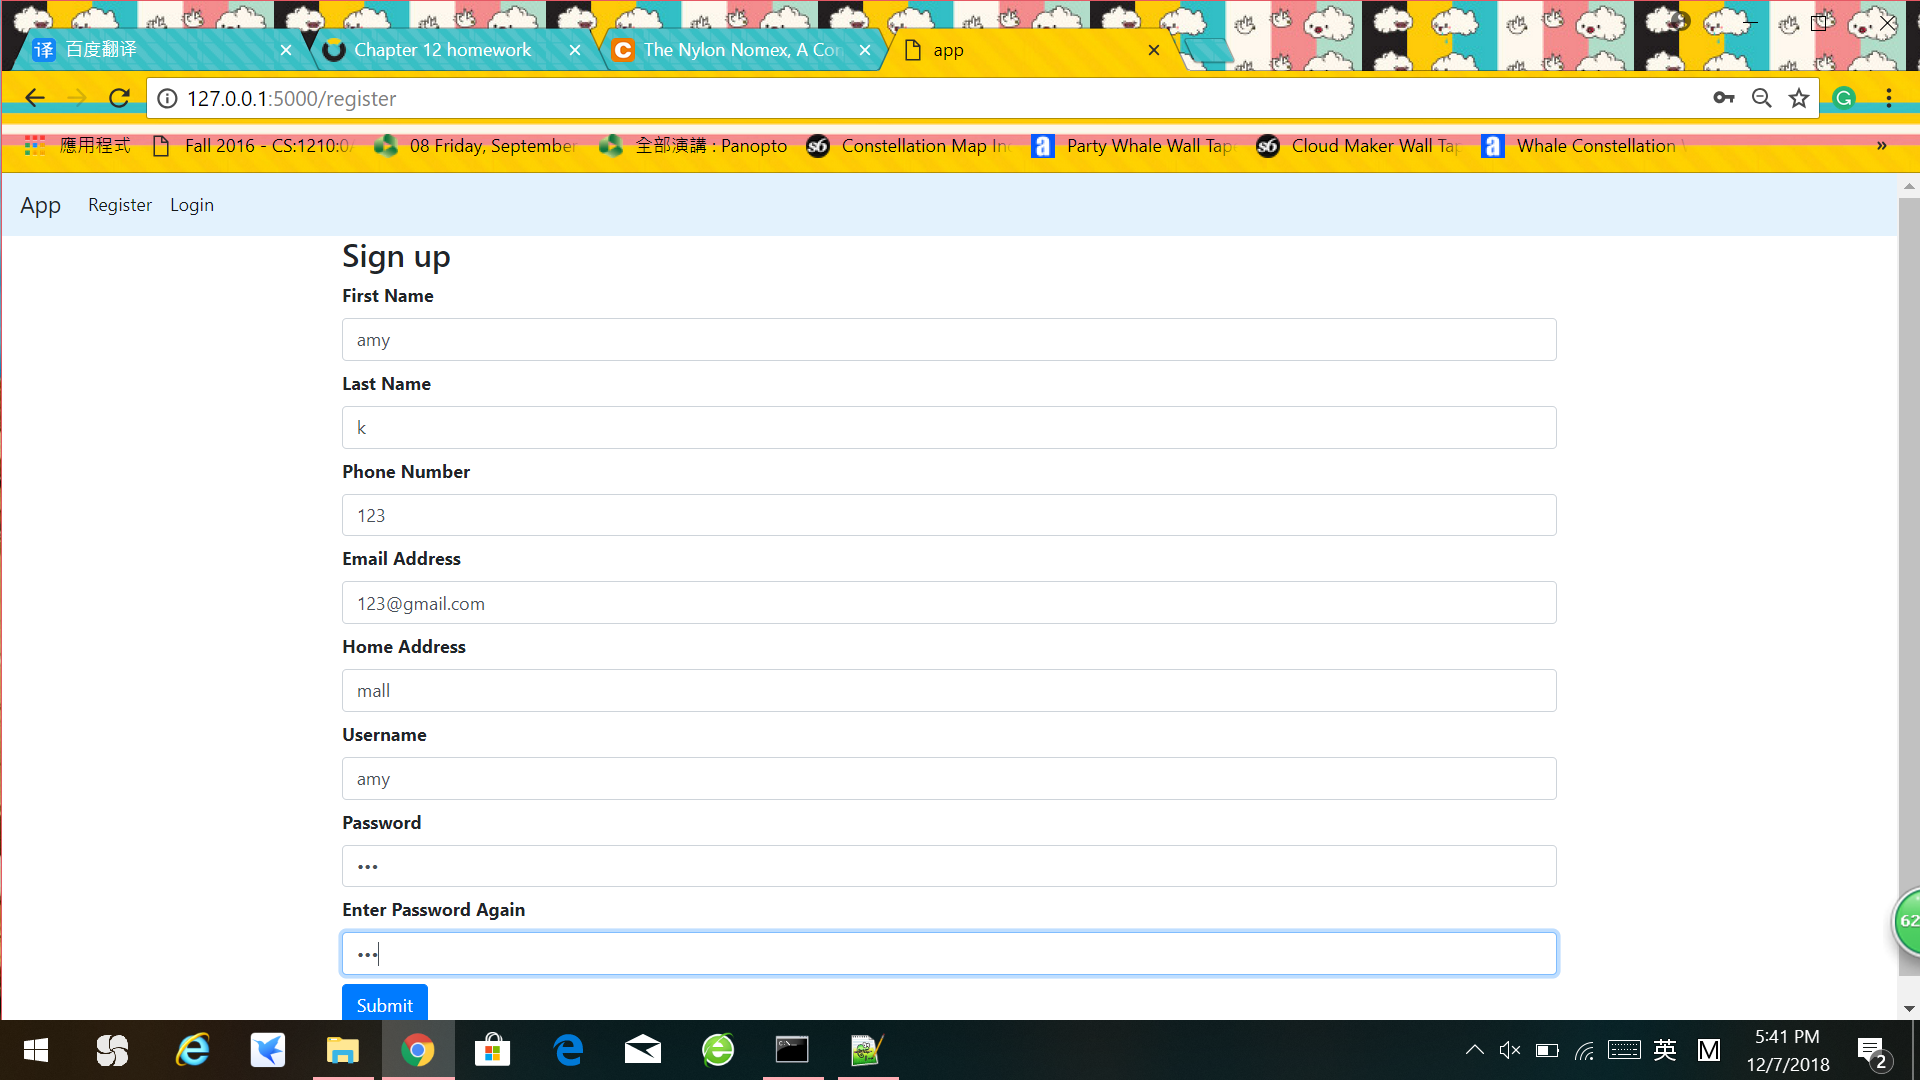 译 百度翻译
Chapter 12 homework
The Nylon Nomex, A Con
app
127.0.0.1:5000/register
應用程式
Fall 2016 - CS:1210:0
08 Friday, September
全部演講 : Panopto
s6 Constellation Map In
a Party Whale Wall Tap
s6 Cloud Maker Wall Tap
a Whale Constellation
»
App Register Login
Sign up
First Name
amy
Last Name
k
Phone Number
123
Email Address
123@gmail.com
Home Address
mall
Username
amy
Password
•••
Enter Password Again
•••
Submit
62
英
M
5:41 PM
12/7/2018
2